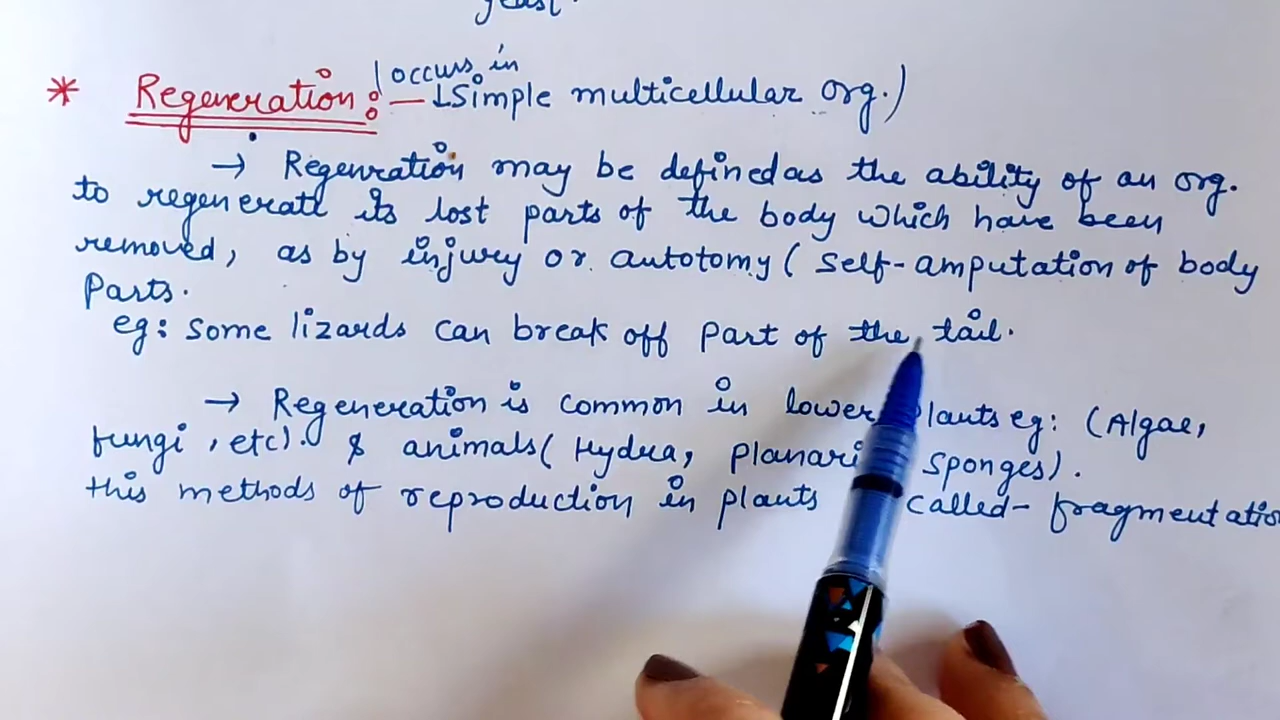 yeast.
* Regeneration : — (occurs in
↓Simple multicellular org.)
→ Regenration may be defined as the ability of an org.
to regenerate its lost parts of the body which have been
removed, as by injury or autotomy ( self-amputation of body
Parts.
eg: some lizards can break off part of the tail.
→ Regeneration is common in lower plants eg: (Algae,
fungi, etc). & animals( Hydra, Planari sponges).
this methods of reproduction in plants called- fragmentatio